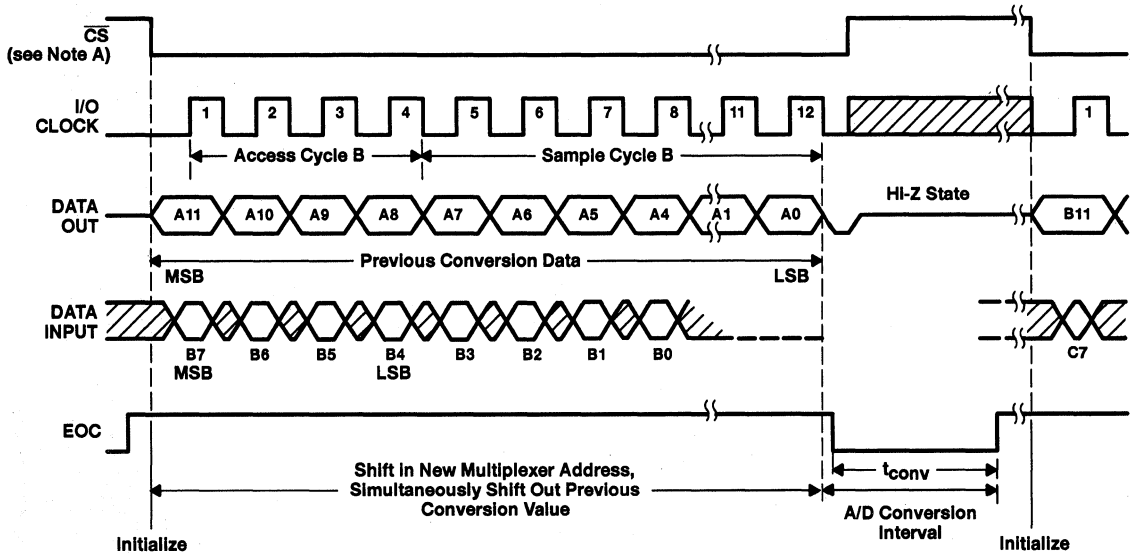 CS
(see Note A)
I/O
CLOCK
1 2 3 4 5 6 7 8 11 12 1
Access Cycle B
Sample Cycle B
DATA
OUT
A11 A10 A9 A8 A7 A6 A5 A4 A1 A0
HI-Z State
B11
Previous Conversion Data
MSB
LSB
DATA
INPUT
B7 B6 B5 B4 B3 B2 B1 B0
MSB
LSB
C7
EOC
tconv
Shift in New Multiplexer Address,
Simultaneously Shift Out Previous
Conversion Value
A/D Conversion
Interval
Initialize
Initialize